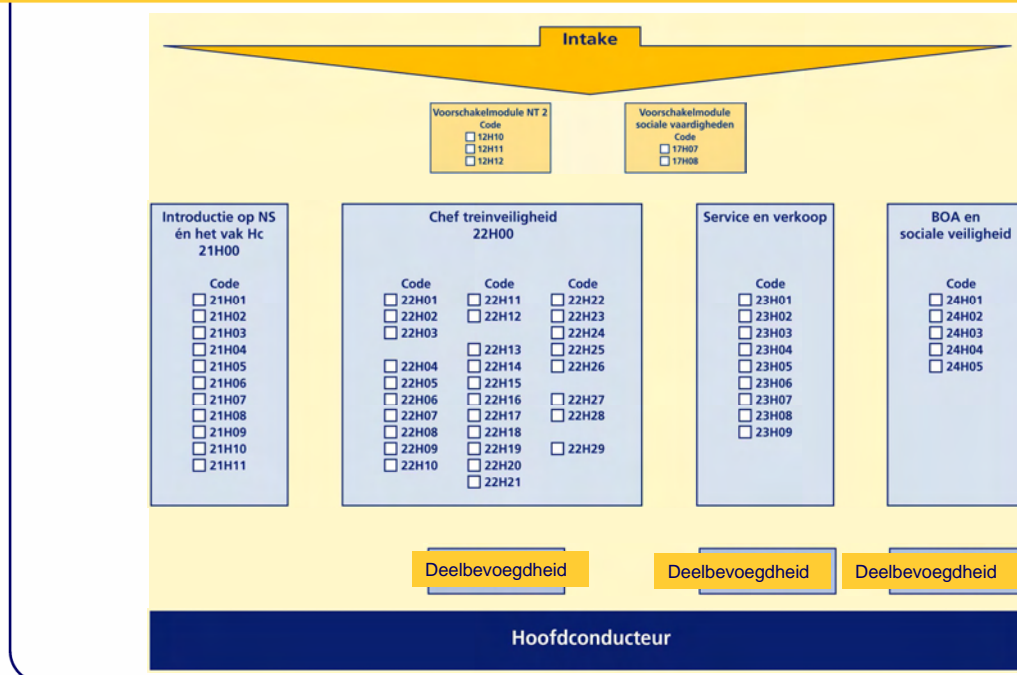 Intake
Voorschakelmodule NT 2
Code
12H10
12H11
12H12
Voorschakelmodule
sociale vaardigheden
Code
17H07
17H08
Introductie op NS
én het vak Hc
21H00
Code
21H01
21H02
21H03
21H04
21H05
21H06
21H07
21H08
21H09
21H10
21H11
Chef treinveiligheid
22H00
Code
22H01
22H02
22H03
22H04
22H05
22H06
22H07
22H08
22H09
22H10
Code
22H11
22H12
22H13
22H14
22H15
22H16
22H17
22H18
22H19
22H20
22H21
Code
22H22
22H23
22H24
22H25
22H26
22H27
22H28
22H29
Service en verkoop
Code
23H01
23H02
23H03
23H04
23H05
23H06
23H07
23H08
23H09
BOA en
sociale veiligheid
Code
24H01
24H02
24H03
24H04
24H05
Deelbevoegdheid
Deelbevoegdheid
Deelbevoegdheid
Hoofdconducteur